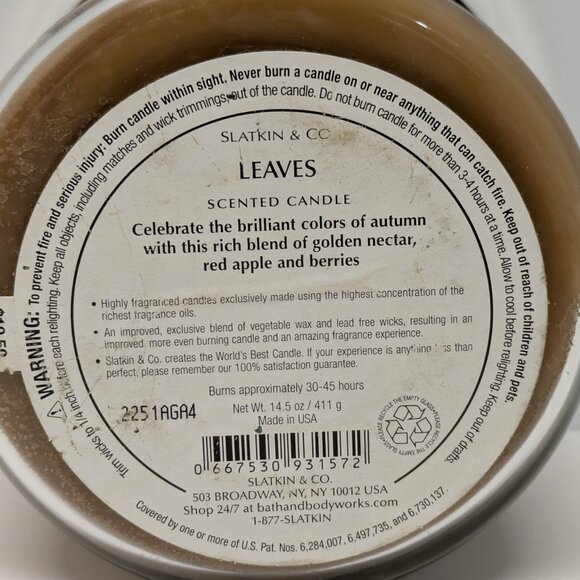 WARNING: To prevent fire and serious injury: Burn candle within sight. Never burn a candle on or near anything that can catch fire. Keep out of reach of children and pets.
Trim wicks to 1/4 inch before each relighting. Keep all objects, including matches and wick trimmings, out of the candle. Do not burn candle for more than 3-4 hours at a time. Allow to cool before relighting. Keep out of drafts.
SLATKIN & CO
LEAVES
SCENTED CANDLE
Celebrate the brilliant colors of autumn
with this rich blend of golden nectar,
red apple and berries
• Highly fragranced candles exclusively made using the highest concentration of the
richest fragrance oils.
• An improved, exclusive blend of vegetable wax and lead free wicks, resulting in an
improved, more even burning candle and an amazing fragrance experience.
• Slatkin & Co. creates the World's Best Candle. If your experience is anything less than
perfect, please remember our 100% satisfaction guarantee.
Burns approximately 30-45 hours
2251AGA4
Net Wt. 14.5 oz / 411 g
Made in USA
PLEASE RECYCLE THE EMPTY GLASS•PLEASE RECYCLE THE EMPTY GLASS•
0 667530 931572
SLATKIN & CO.
503 BROADWAY, NY, NY 10012 USA
Shop 24/7 at bathandbodyworks.com
1-877-SLATKIN
Covered by one or more of U.S. Pat. Nos. 6,284,007, 6,497,735, and 6,730,137.